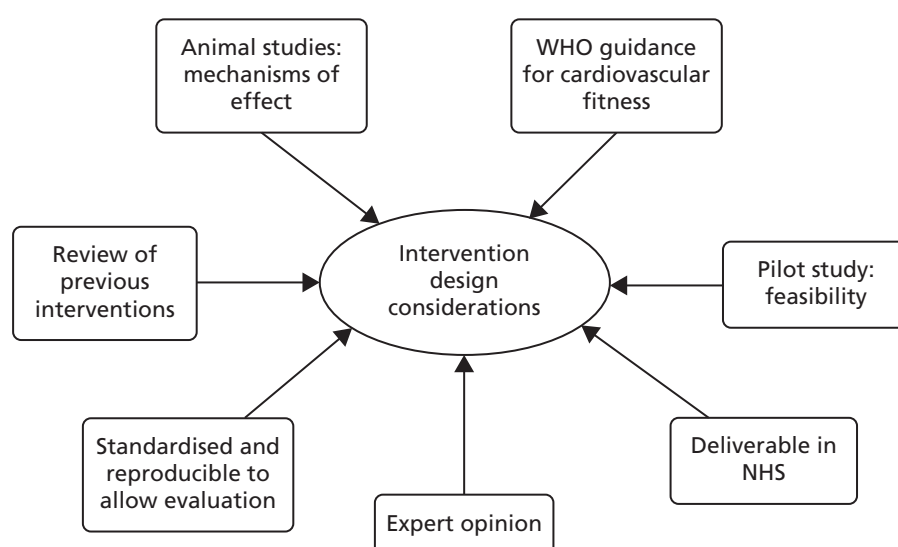 Animal studies:
mechanisms of
effect
WHO guidance
for cardiovascular
fitness
Review of
previous
interventions
Intervention
design
considerations
Pilot study:
feasibility
Standardised and
reproducible to
allow evaluation
Expert opinion
Deliverable in
NHS